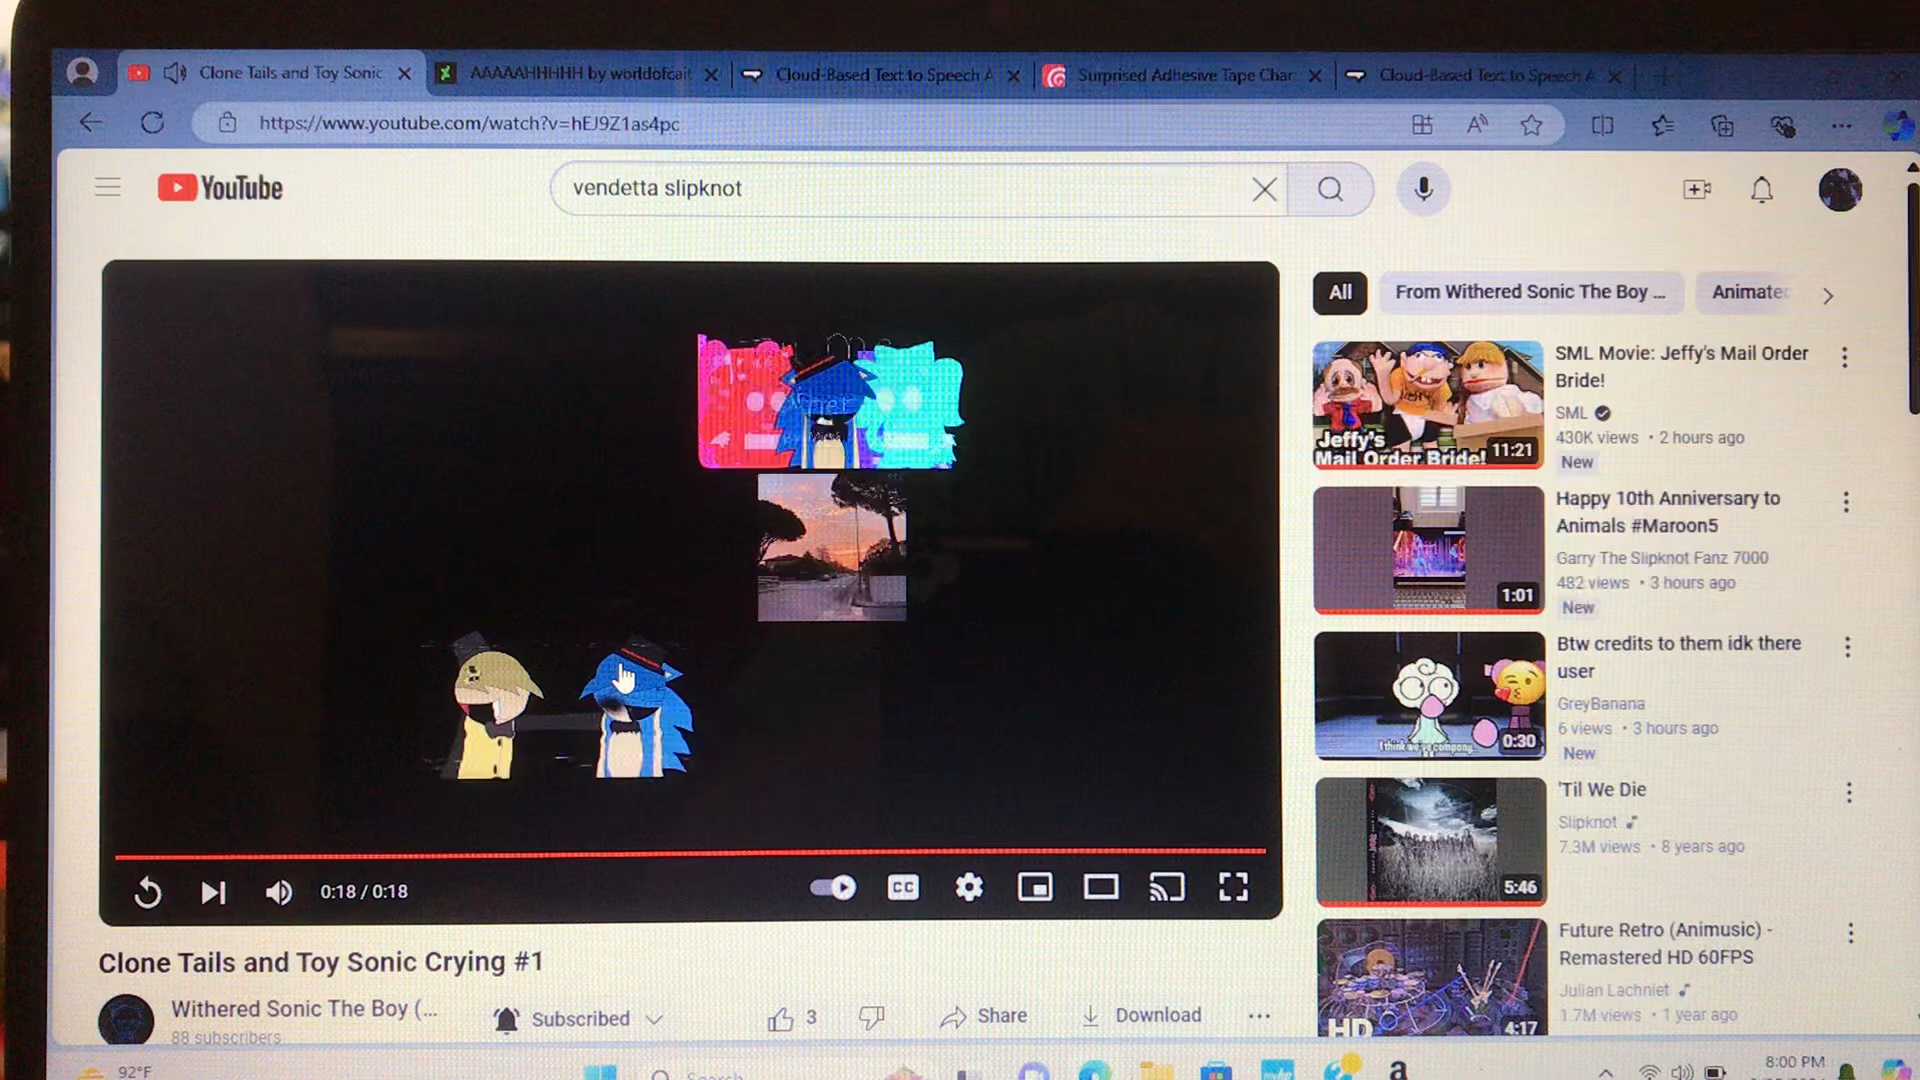 Clone Tails and Toy Sonic
AAAAAHHHHH by worldofcait
Cloud-Based Text to Speech A
Surprised Adhesive Tape Char
Cloud-Based Text to Speech A
https://www.youtube.com/watch?v=hEJ9Z1as4pc
YouTube
vendetta slipknot
All
From Withered Sonic The Boy ...
Animated
SML Movie: Jeffy's Mail Order
Bride!
SML
430K views • 2 hours ago
New
Jeffy's
Mail Order Bride!
11:21
Happy 10th Anniversary to
Animals #Maroon5
Garry The Slipknot Fanz 7000
482 views • 3 hours ago
New
1:01
Btw credits to them idk there
user
GreyBanana
6 views • 3 hours ago
New
I think we've company...
0:30
'Til We Die
Slipknot
7.3M views • 8 years ago
5:46
Future Retro (Animusic) -
Remastered HD 60FPS
Julian Lachniet
1.7M views • 1 year ago
HD
4:17
0:18 / 0:18
CC
Clone Tails and Toy Sonic Crying #1
Withered Sonic The Boy (...
88 subscribers
Subscribed
3
Share
Download
92°F
Search
a
8:00 PM